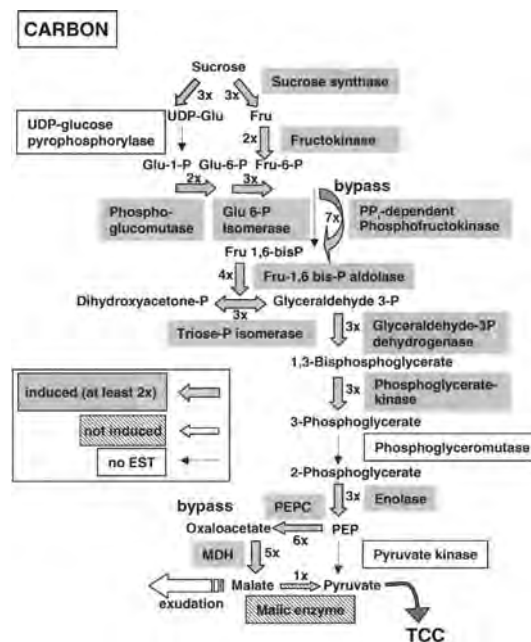 CARBON
Sucrose
3x 3x
Sucrose synthase
UDP-Glu Fru
UDP-glucose
pyrophosphorylase
2x
Fructokinase
Glu-1-P Glu-6-P Fru-6-P
2x 3x
bypass
Phospho-
glucomutase
Glu 6-P
Isomerase
7x
PPi-dependent
Phosphofructokinase
Fru 1,6-bisP
4x
Fru-1,6 bis-P aldolase
Dihydroxyacetone-P Glyceraldehyde 3-P
3x
Triose-P isomerase
3x
Glyceraldehyde-3P
dehydrogenase
1,3-Bisphosphoglycerate
3x
Phosphoglycerate-
kinase
induced (at least 2x)
not induced
no EST
3-Phosphoglycerate
Phosphoglyceromutase
2-Phosphoglycerate
3x
Enolase
bypass
PEPC
Oxaloacetate PEP
6x
MDH
5x
Pyruvate kinase
1x
Malate Pyruvate
exudation
Malic enzyme
TCC